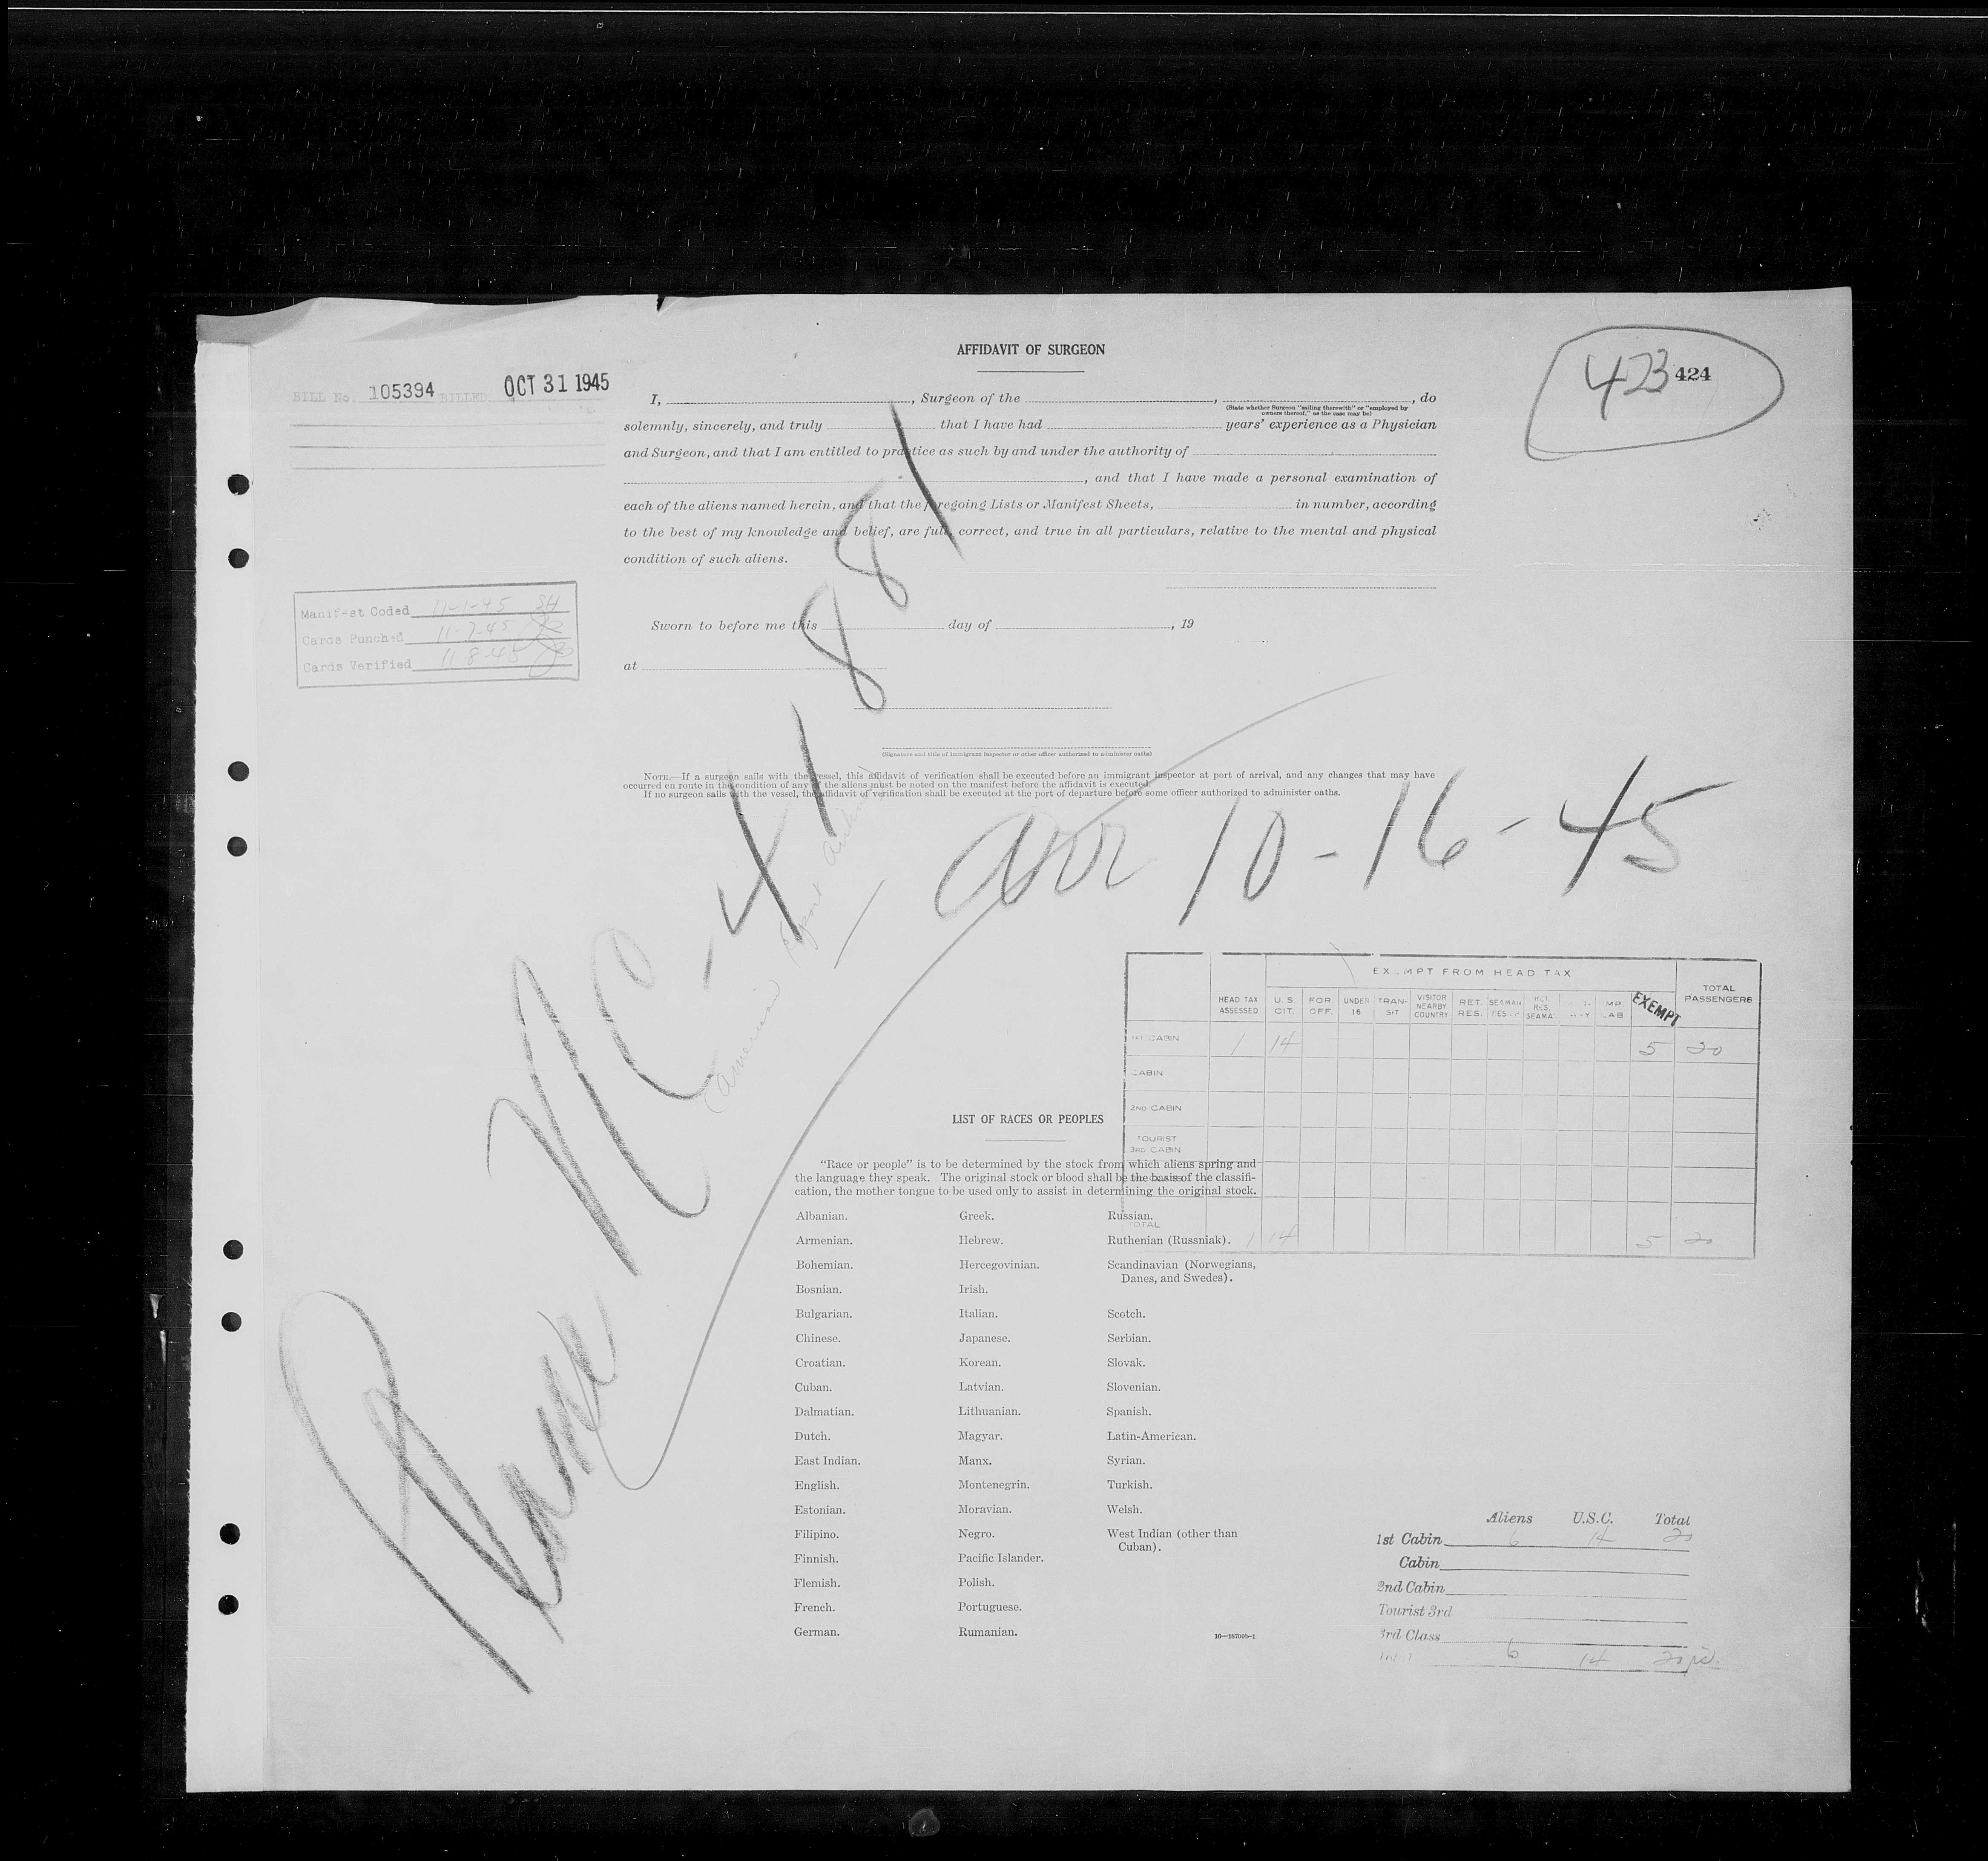 AFFIDAVIT OF SURGEON
423 424
BILL No. 105394 BILLED OCT 31 1945
I, , Surgeon of the , , do
(State whether Surgeon "sailing therewith" or "employed by owners thereof," as the case may be)
solemnly, sincerely, and truly that I have had years' experience as a Physician
and Surgeon, and that I am entitled to practice as such by and under the authority of
, and that I have made a personal examination of
each of the aliens named herein, and that the foregoing Lists or Manifest Sheets, in number, according
to the best of my knowledge and belief, are full, correct, and true in all particulars, relative to the mental and physical
condition of such aliens.
Manifest Coded 11-1-45 SH
Cards Punched 11-7-45
Cards Verified 11-8-45
Sworn to before me this day of , 19
at
(Signature and title of immigrant inspector or other officer authorized to administer oaths)
NOTE.—If a surgeon sails with the vessel, this affidavit of verification shall be executed before an immigrant inspector at port of arrival, and any changes that may have
occurred en route in the condition of any of the aliens must be noted on the manifest before the affidavit is executed.
If no surgeon sails with the vessel, the affidavit of verification shall be executed at the port of departure before some officer authorized to administer oaths.
Plane NC-41881
arr 10-16-45
(American
EXEMPT FROM HEAD TAX
HEAD TAX ASSESSED U.S. CIT. FOR OFF. UNDER 16 TRANSIT VISITOR NEARBY COUNTRY RET. RES. SEAMAN RES. SEAMAN EXEMPT TOTAL PASSENGERS
1ST CABIN 1 14 5 20
CABIN
2ND CABIN
TOURIST
3RD CABIN
TOTAL 1 14 5 20
LIST OF RACES OR PEOPLES
"Race or people" is to be determined by the stock from which aliens spring and
the language they speak. The original stock or blood shall be the basis of the classifi-
cation, the mother tongue to be used only to assist in determining the original stock.
Albanian. Greek. Russian.
Armenian. Hebrew. Ruthenian (Russniak).
Bohemian. Hercegovinian. Scandinavian (Norwegians,
Danes, and Swedes).
Bosnian. Irish.
Bulgarian. Italian. Scotch.
Chinese. Japanese. Serbian.
Croatian. Korean. Slovak.
Cuban. Latvian. Slovenian.
Dalmatian. Lithuanian. Spanish.
Dutch. Magyar. Latin-American.
East Indian. Manx. Syrian.
English. Montenegrin. Turkish.
Estonian. Moravian. Welsh.
Filipino. Negro. West Indian (other than
Cuban).
Finnish. Pacific Islander.
Flemish. Polish.
French. Portuguese.
German. Rumanian.
Aliens U.S.C. Total
1st Cabin 6 14 20
Cabin
2nd Cabin
Tourist 3rd
3rd Class
6 14 20